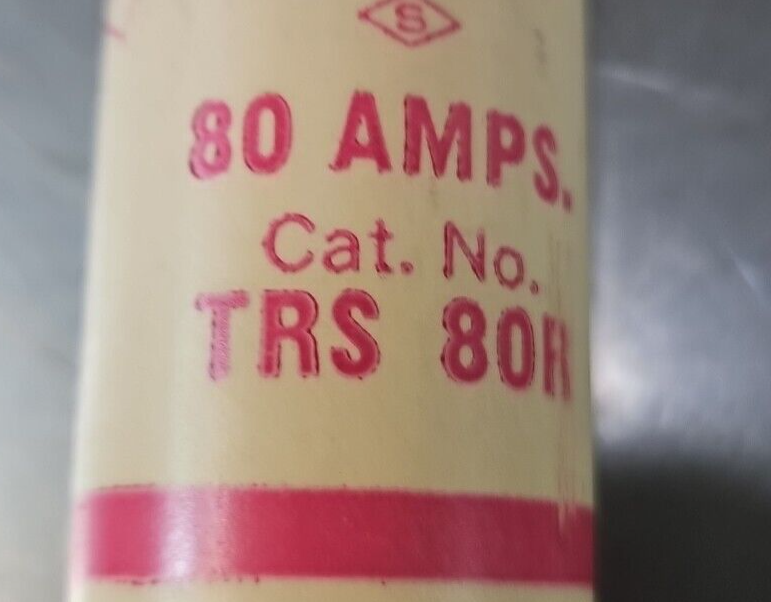 S
80 AMPS.
Cat. No.
TRS 80R